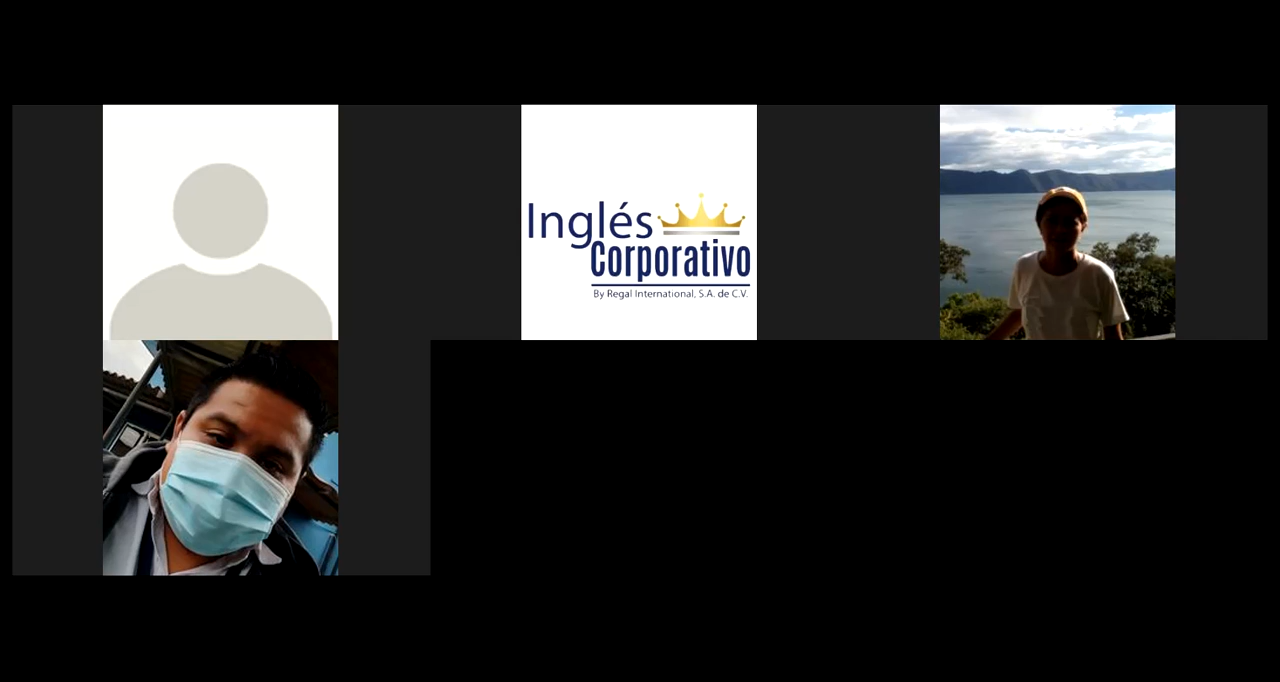 Inglés
Corporativo
By Regal International, S.A. de C.V.